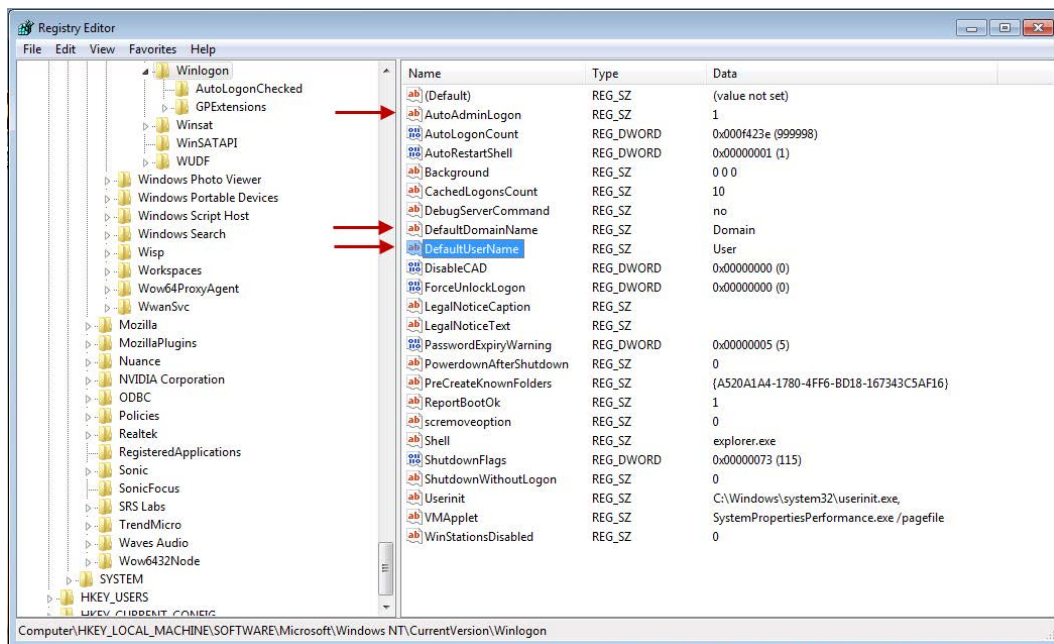 Registry Editor
File Edit View Favorites Help
Winlogon
AutoLogonChecked
GPExtensions
Winsat
WinSATAPI
WUDF
Windows Photo Viewer
Windows Portable Devices
Windows Script Host
Windows Search
Wisp
Workspaces
Wow64ProxyAgent
WwanSvc
Mozilla
MozillaPlugins
Nuance
NVIDIA Corporation
ODBC
Policies
Realtek
RegisteredApplications
Sonic
SonicFocus
SRS Labs
TrendMicro
Waves Audio
Wow6432Node
SYSTEM
HKEY_USERS
HKEY_CURRENT_CONFIG
Name Type Data
(Default) REG_SZ (value not set)
AutoAdminLogon REG_SZ 1
AutoLogonCount REG_DWORD 0x000f423e (999998)
AutoRestartShell REG_DWORD 0x00000001 (1)
Background REG_SZ 0 0 0
CachedLogonsCount REG_SZ 10
DebugServerCommand REG_SZ no
DefaultDomainName REG_SZ Domain
DefaultUserName REG_SZ User
DisableCAD REG_DWORD 0x00000000 (0)
ForceUnlockLogon REG_DWORD 0x00000000 (0)
LegalNoticeCaption REG_SZ
LegalNoticeText REG_SZ
PasswordExpiryWarning REG_DWORD 0x00000005 (5)
PowerdownAfterShutdown REG_SZ 0
PreCreateKnownFolders REG_SZ {A520A1A4-1780-4FF6-BD18-167343C5AF16}
ReportBootOk REG_SZ 1
scremoveoption REG_SZ 0
Shell REG_SZ explorer.exe
ShutdownFlags REG_DWORD 0x00000073 (115)
ShutdownWithoutLogon REG_SZ 0
Userinit REG_SZ C:\Windows\system32\userinit.exe,
VMApplet REG_SZ SystemPropertiesPerformance.exe /pagefile
WinStationsDisabled REG_SZ 0
Computer\HKEY_LOCAL_MACHINE\SOFTWARE\Microsoft\Windows NT\CurrentVersion\Winlogon